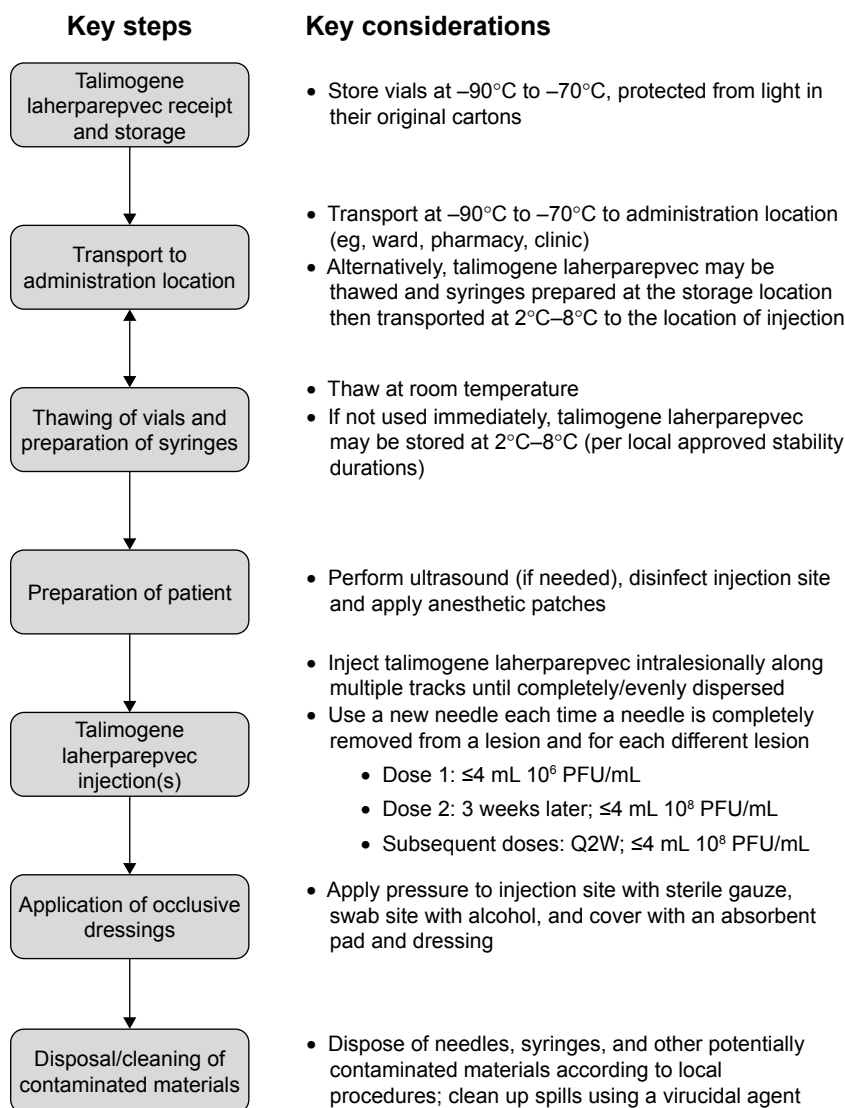 Key steps
Key considerations
Talimogene
laherparepvec receipt
and storage
• Store vials at –90°C to –70°C, protected from light in
their original cartons
Transport to
administration location
• Transport at –90°C to –70°C to administration location
(eg, ward, pharmacy, clinic)
• Alternatively, talimogene laherparepvec may be
thawed and syringes prepared at the storage location
then transported at 2°C–8°C to the location of injection
Thawing of vials and
preparation of syringes
• Thaw at room temperature
• If not used immediately, talimogene laherparepvec
may be stored at 2°C–8°C (per local approved stability
durations)
Preparation of patient
• Perform ultrasound (if needed), disinfect injection site
and apply anesthetic patches
Talimogene
laherparepvec
injection(s)
• Inject talimogene laherparepvec intralesionally along
multiple tracks until completely/evenly dispersed
• Use a new needle each time a needle is completely
removed from a lesion and for each different lesion
• Dose 1: ≤4 mL 10⁶ PFU/mL
• Dose 2: 3 weeks later; ≤4 mL 10⁸ PFU/mL
• Subsequent doses: Q2W; ≤4 mL 10⁸ PFU/mL
Application of occlusive
dressings
• Apply pressure to injection site with sterile gauze,
swab site with alcohol, and cover with an absorbent
pad and dressing
Disposal/cleaning of
contaminated materials
• Dispose of needles, syringes, and other potentially
contaminated materials according to local
procedures; clean up spills using a virucidal agent